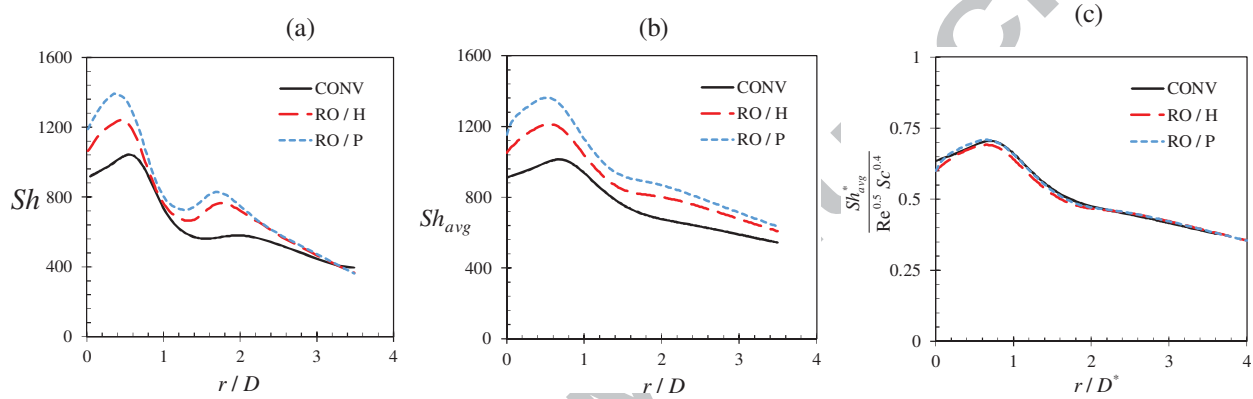 (a)
1600
1200
800
400
0
Sh
0 1 2 3 4
r / D
CONV
RO / H
RO / P
(b)
1600
1200
800
400
0
Sh_avg
0 1 2 3 4
r / D
CONV
RO / H
RO / P
(c)
1
0.75
0.5
0.25
0
Sh*_avg
Re^0.5 Sc^0.4
0 1 2 3 4
r / D*
CONV
RO / H
RO / P